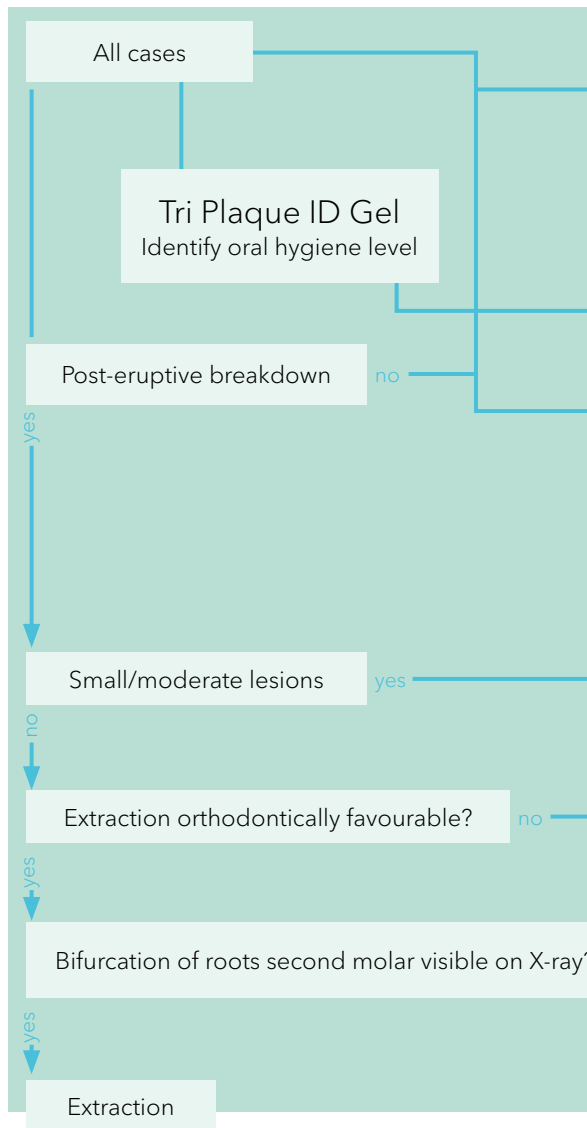 All cases
Tri Plaque ID Gel
Identify oral hygiene level
Post-eruptive breakdown
no
yes
Small/moderate lesions
yes
no
Extraction orthodontically favourable?
no
yes
Bifurcation of roots second molar visible on X-ray?
yes
Extraction